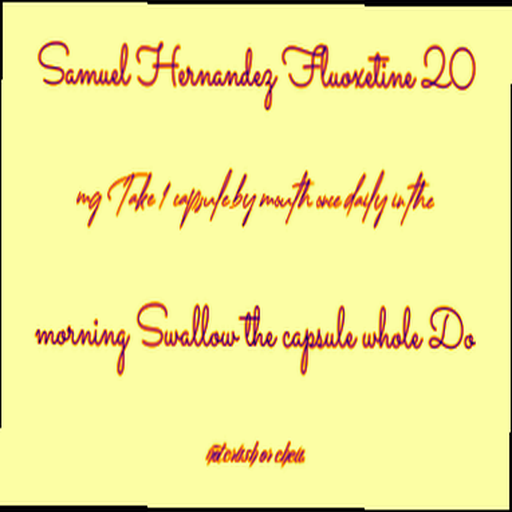 Samuel Hernandez Fluoxetine 20
mg Take 1 capsule by mouth once daily in the
morning Swallow the capsule whole Do
not crush or chew